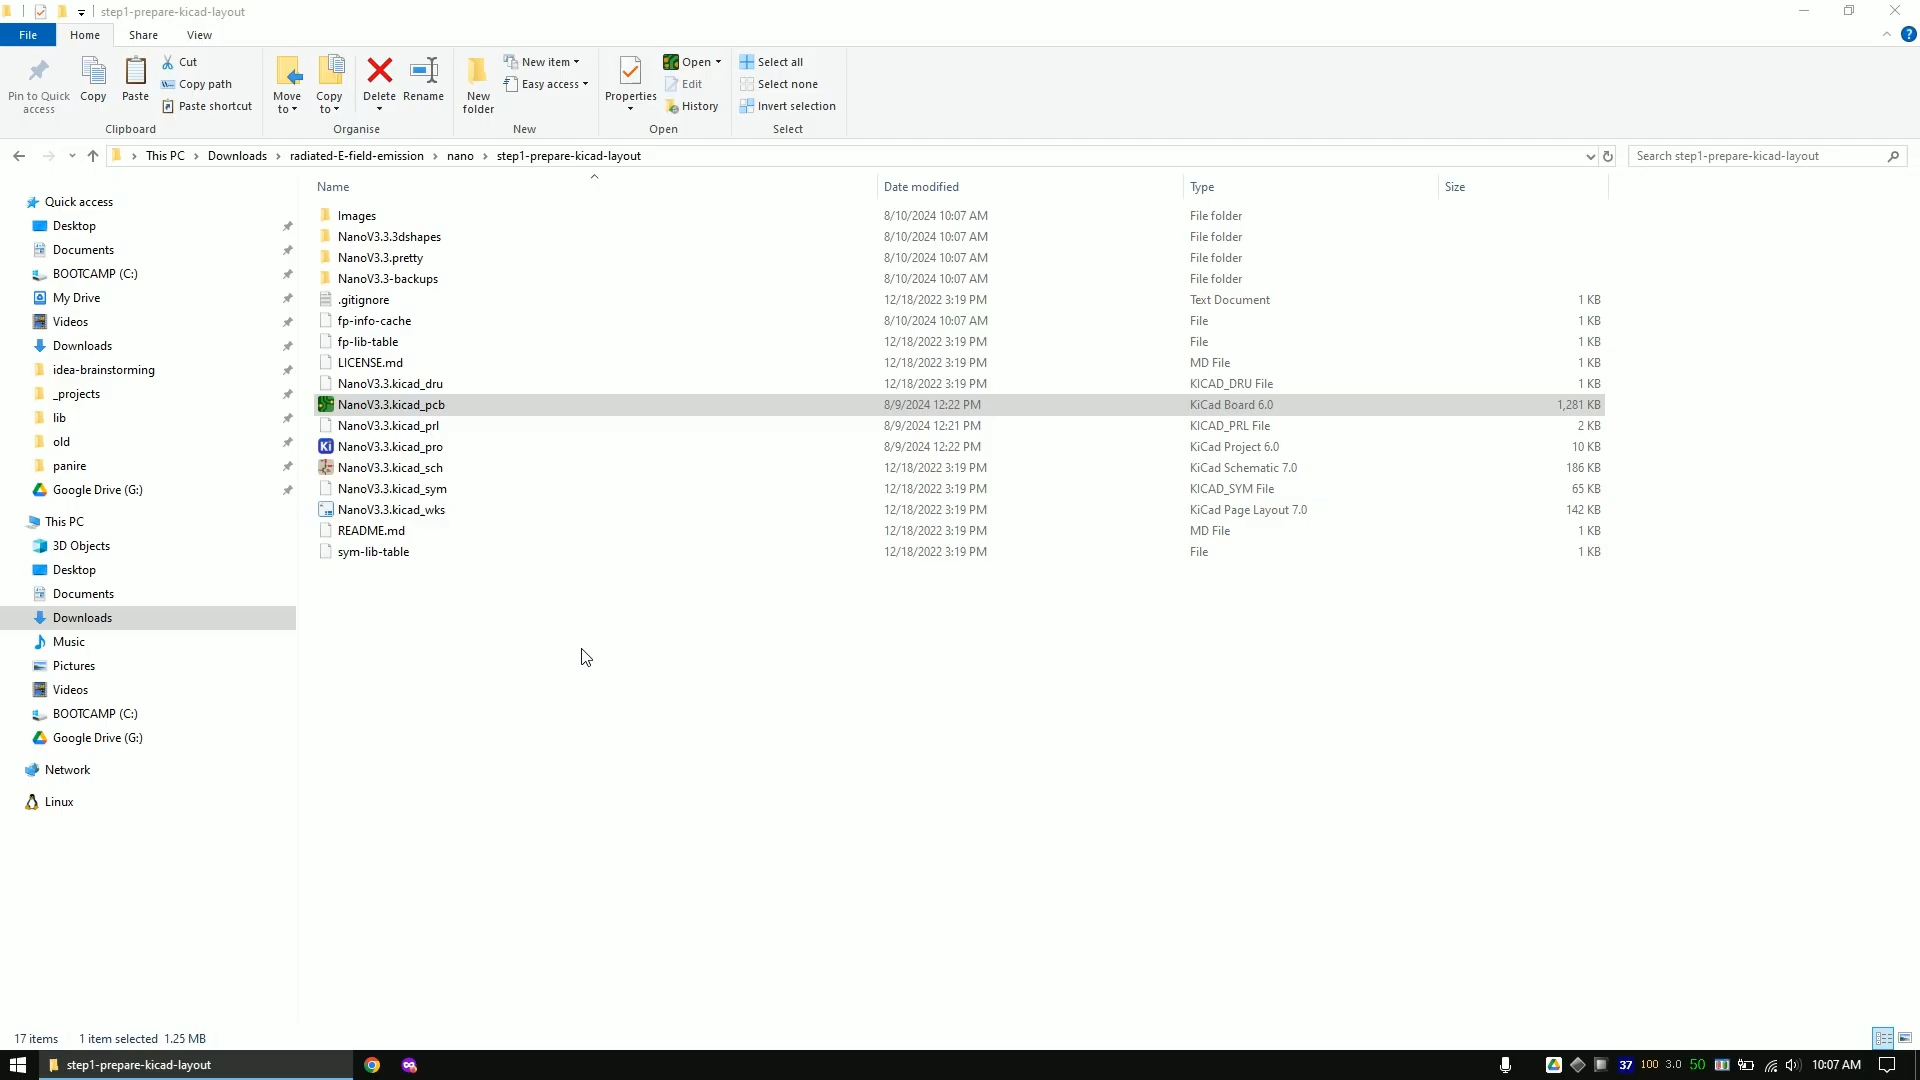 step1-prepare-kicad-layout
File Home Share View
Pin to Quick access
Copy
Paste
Cut
Copy path
Paste shortcut
Clipboard
Move to
Copy to
Delete
Rename
Organise
New folder
New item
Easy access
New
Properties
Open
Edit
History
Open
Select all
Select none
Invert selection
Select
This PC Downloads radiated-E-field-emission nano step1-prepare-kicad-layout
Search step1-prepare-kicad-layout
Quick access
Desktop
Documents
BOOTCAMP (C:)
My Drive
Videos
Downloads
idea-brainstorming
_projects
lib
old
panire
Google Drive (G:)
This PC
3D Objects
Desktop
Documents
Downloads
Music
Pictures
Videos
BOOTCAMP (C:)
Google Drive (G:)
Network
Linux
Name Date modified Type Size
Images 8/10/2024 10:07 AM File folder
NanoV3.3.3dshapes 8/10/2024 10:07 AM File folder
NanoV3.3.pretty 8/10/2024 10:07 AM File folder
NanoV3.3-backups 8/10/2024 10:07 AM File folder
.gitignore 12/18/2022 3:19 PM Text Document 1 KB
fp-info-cache 8/10/2024 10:07 AM File 1 KB
fp-lib-table 12/18/2022 3:19 PM File 1 KB
LICENSE.md 12/18/2022 3:19 PM MD File 1 KB
NanoV3.3.kicad_dru 12/18/2022 3:19 PM KICAD_DRU File 1 KB
NanoV3.3.kicad_pcb 8/9/2024 12:22 PM KiCad Board 6.0 1,281 KB
NanoV3.3.kicad_prl 8/9/2024 12:21 PM KICAD_PRL File 2 KB
Ki NanoV3.3.kicad_pro 8/9/2024 12:22 PM KiCad Project 6.0 10 KB
NanoV3.3.kicad_sch 12/18/2022 3:19 PM KiCad Schematic 7.0 186 KB
NanoV3.3.kicad_sym 12/18/2022 3:19 PM KICAD_SYM File 65 KB
NanoV3.3.kicad_wks 12/18/2022 3:19 PM KiCad Page Layout 7.0 142 KB
README.md 12/18/2022 3:19 PM MD File 1 KB
sym-lib-table 12/18/2022 3:19 PM File 1 KB
17 items 1 item selected 1.25 MB
step1-prepare-kicad-layout
37 100 3.0 50 10:07 AM